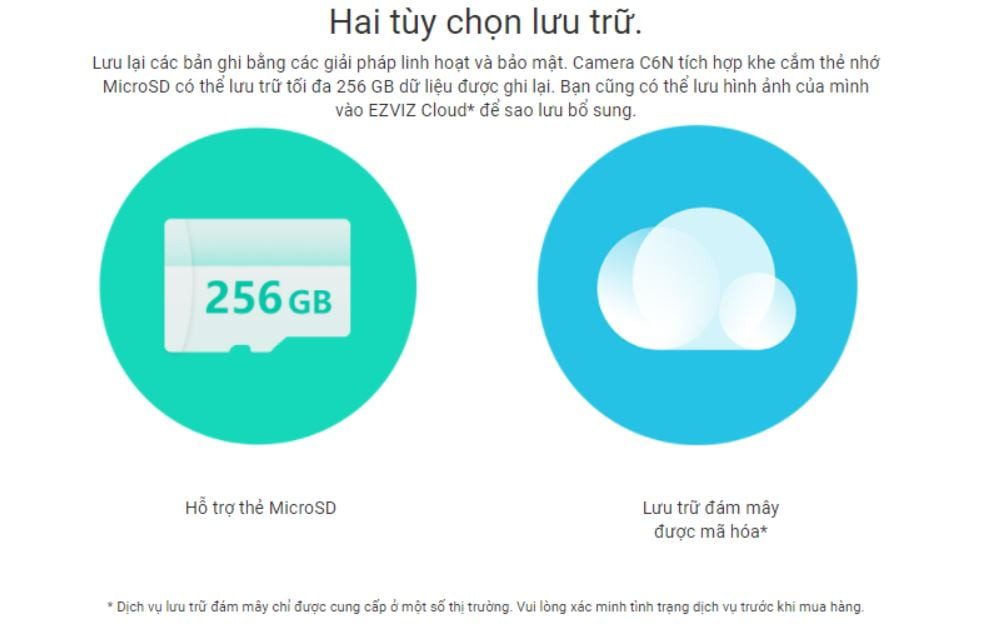 Hai tùy chọn lưu trữ.
Lưu lại các bản ghi bằng các giải pháp linh hoạt và bảo mật. Camera C6N tích hợp khe cắm thẻ nhớ
MicroSD có thể lưu trữ tối đa 256 GB dữ liệu được ghi lại. Bạn cũng có thể lưu hình ảnh của mình
vào EZVIZ Cloud* để sao lưu bổ sung.
256 GB
Hỗ trợ thẻ MicroSD
Lưu trữ đám mây
được mã hóa*
* Dịch vụ lưu trữ đám mây chỉ được cung cấp ở một số thị trường. Vui lòng xác minh tình trạng dịch vụ trước khi mua hàng.